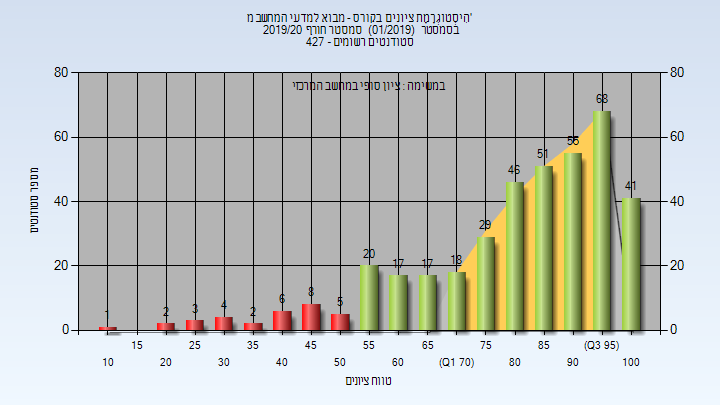 היסטוגרמת ציונים בקורס - מבוא למדעי המחשב מ'
בסמסטר (01/2019) סמסטר חורף 2019/20
סטודנטים רשומים - 427
במשימה : ציון סופי במחשב המרכזי
80 80
60 60
40 40
20 20
0 0
מספר סטודנטים
1 2 3 4 2 6 8 5 20 17 17 18 29 46 51 55 68 41
15 25 35 45 55 65 75 85 (Q3 95)
10 20 30 40 50 60 (Q1 70) 80 90 100
טווח ציונים